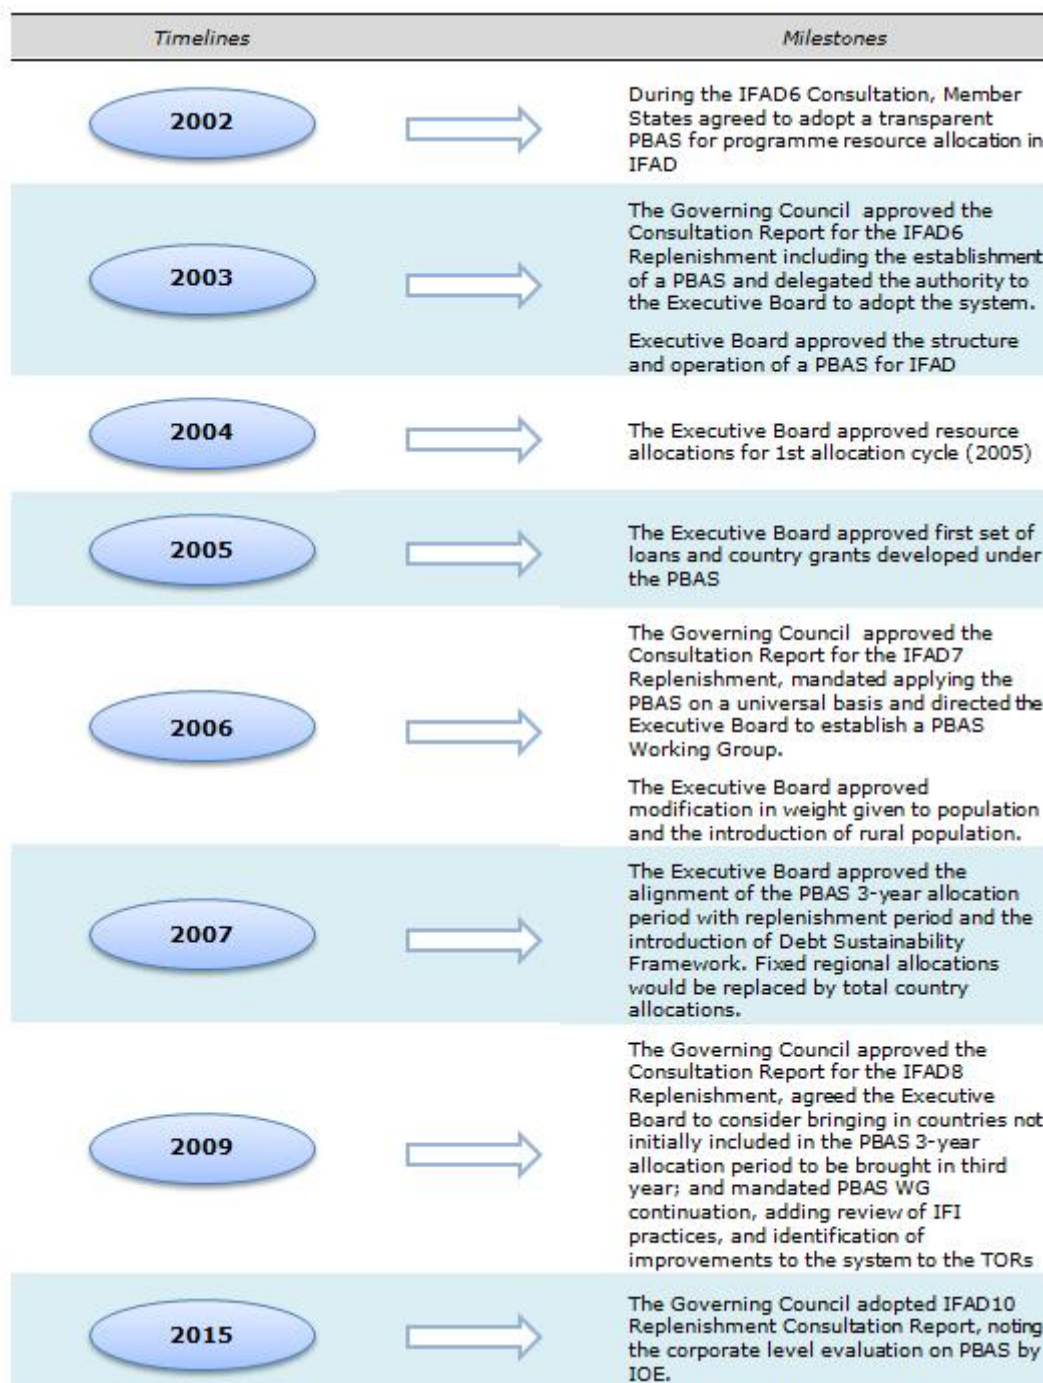 Timelines
Milestones
2002
During the IFAD6 Consultation, Member
States agreed to adopt a transparent
PBAS for programme resource allocation in
IFAD
2003
The Governing Council approved the
Consultation Report for the IFAD6
Replenishment including the establishment
of a PBAS and delegated the authority to
the Executive Board to adopt the system.
Executive Board approved the structure
and operation of a PBAS for IFAD
2004
The Executive Board approved resource
allocations for 1st allocation cycle (2005)
2005
The Executive Board approved first set of
loans and country grants developed under
the PBAS
2006
The Governing Council approved the
Consultation Report for the IFAD7
Replenishment, mandated applying the
PBAS on a universal basis and directed the
Executive Board to establish a PBAS
Working Group.
The Executive Board approved
modification in weight given to population
and the introduction of rural population.
2007
The Executive Board approved the
alignment of the PBAS 3-year allocation
period with replenishment period and the
introduction of Debt Sustainability
Framework. Fixed regional allocations
would be replaced by total country
allocations.
2009
The Governing Council approved the
Consultation Report for the IFAD8
Replenishment, agreed the Executive
Board to consider bringing in countries not
initially included in the PBAS 3-year
allocation period to be brought in third
year; and mandated PBAS WG
continuation, adding review of IFI
practices, and identification of
improvements to the system to the TORs
2015
The Governing Council adopted IFAD10
Replenishment Consultation Report, noting
the corporate level evaluation on PBAS by
IOE.